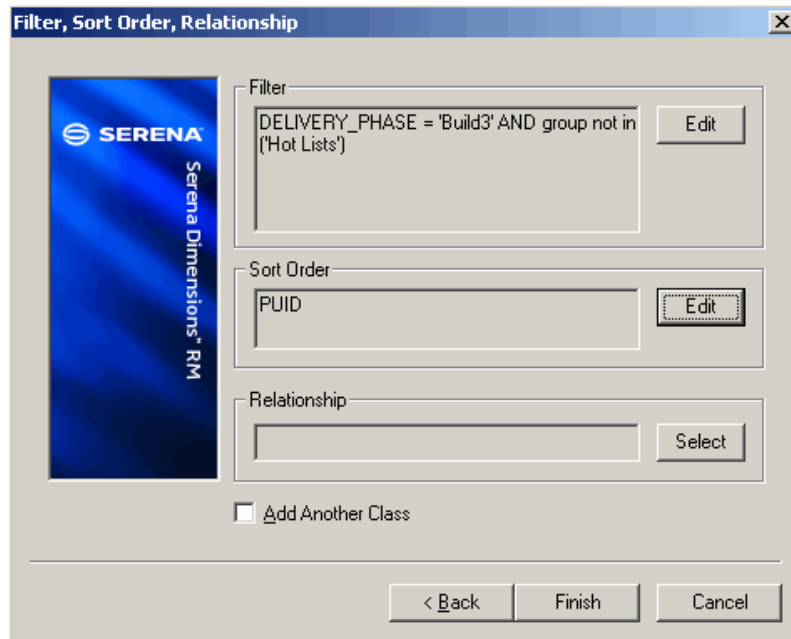 Filter, Sort Order, Relationship
SERENA™
Serena Dimensions® RM
Filter
DELIVERY_PHASE = 'Build3' AND group not in
('Hot Lists')
Edit
Sort Order
PUID
Edit
Relationship
Select
Add Another Class
< Back
Finish
Cancel